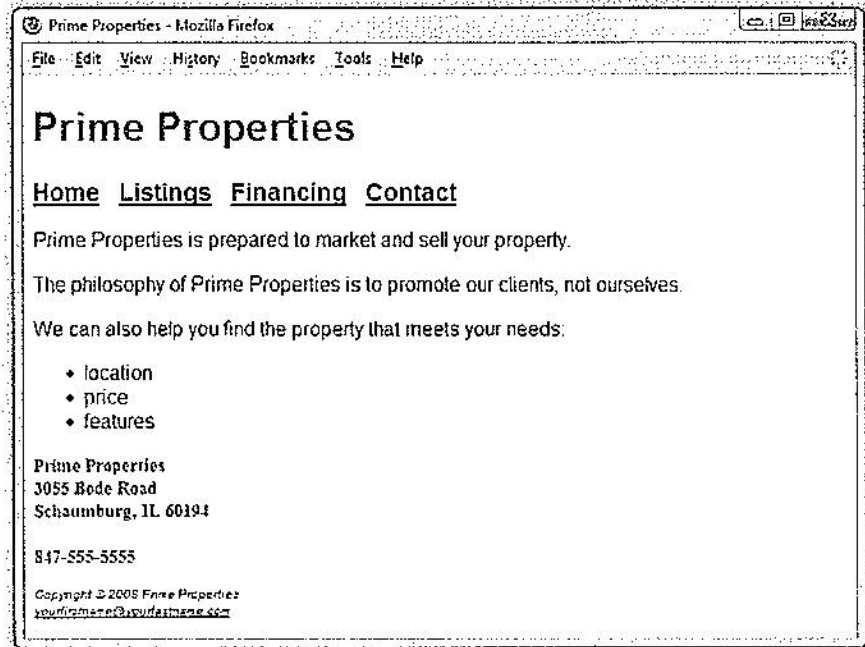 Prime Properties - Mozilla Firefox
File Edit View History Bookmarks Tools Help
Prime Properties
Home Listings Financing Contact
Prime Properties is prepared to market and sell your property.
The philosophy of Prime Properties is to promote our clients, not ourselves.
We can also help you find the property that meets your needs:
• location
• price
• features
Prime Properties
3055 Bode Road
Schaumburg, IL 60194
847-555-5555
Copyright © 2008 Prime Properties
yourfirstname@yourlastname.com